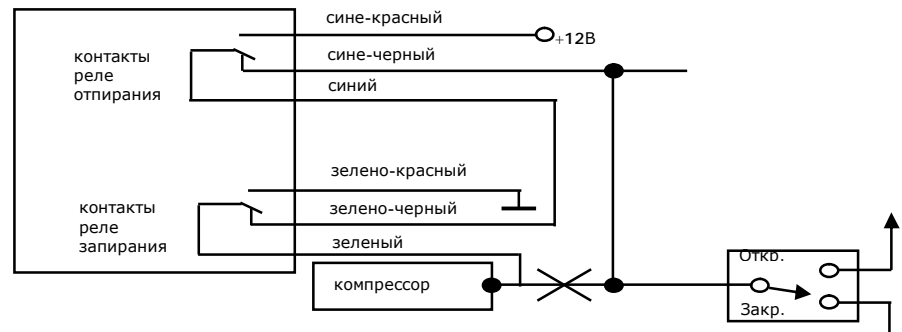 сине-красный
+12В
сине-черный
контакты
реле
отпирания
синий
зелено-красный
контакты
реле
запирания
зелено-черный
зеленый
компрессор
Откр.
Закр.